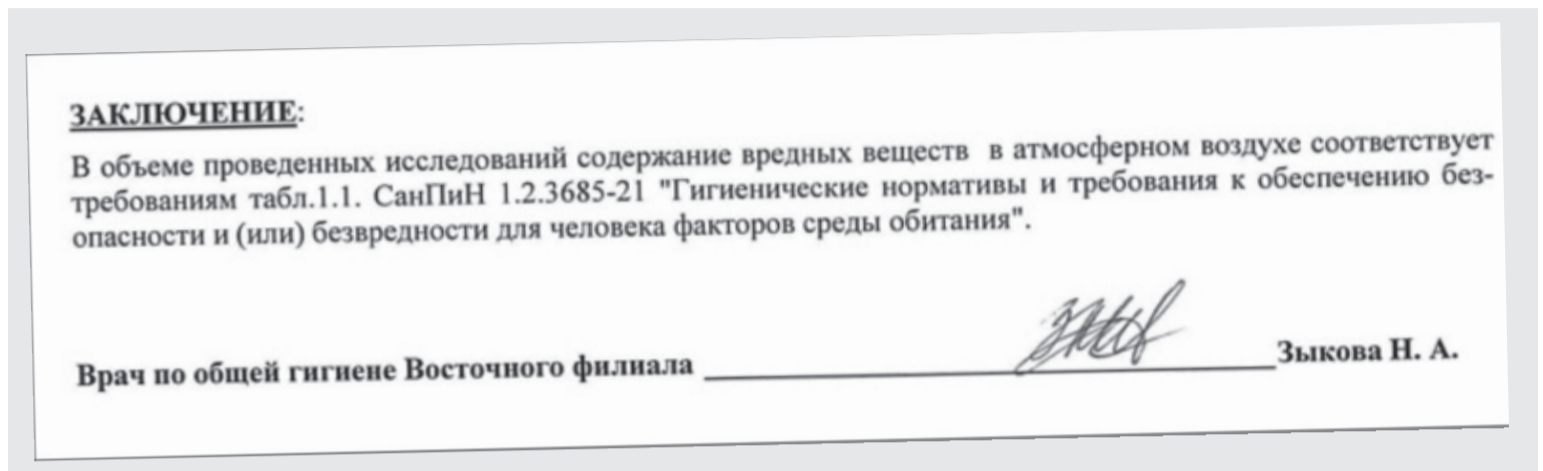 ЗАКЛЮЧЕНИЕ:
В объеме проведенных исследований содержание вредных веществ в атмосферном воздухе соответствует
требованиям табл.1.1. СанПиН 1.2.3685-21 "Гигиенические нормативы и требования к обеспечению без-
опасности и (или) безвредности для человека факторов среды обитания".
Врач по общей гигиене Восточного филиала Зыкова Н. А.